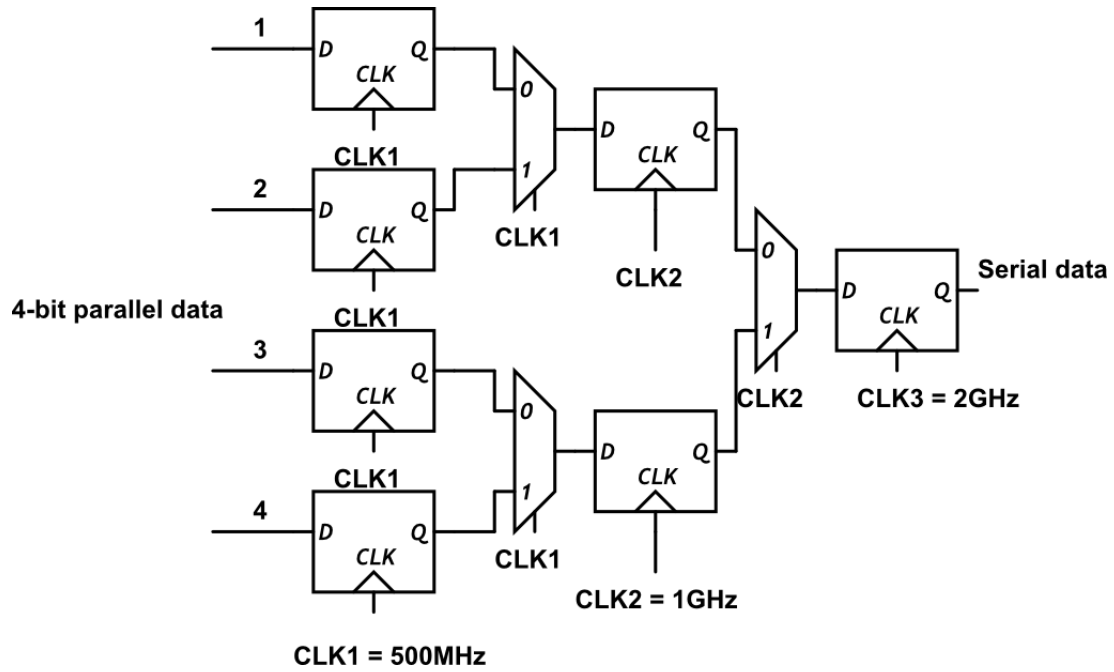 1
D Q
CLK
CLK1
2
D Q
CLK
CLK1
0
1
CLK1
D Q
CLK
CLK2
4-bit parallel data
3
D Q
CLK
CLK1
4
D Q
CLK
CLK1 = 500MHz
0
1
CLK1
D Q
CLK
CLK2 = 1GHz
0
1
CLK2
D Q
CLK
CLK3 = 2GHz
Serial data